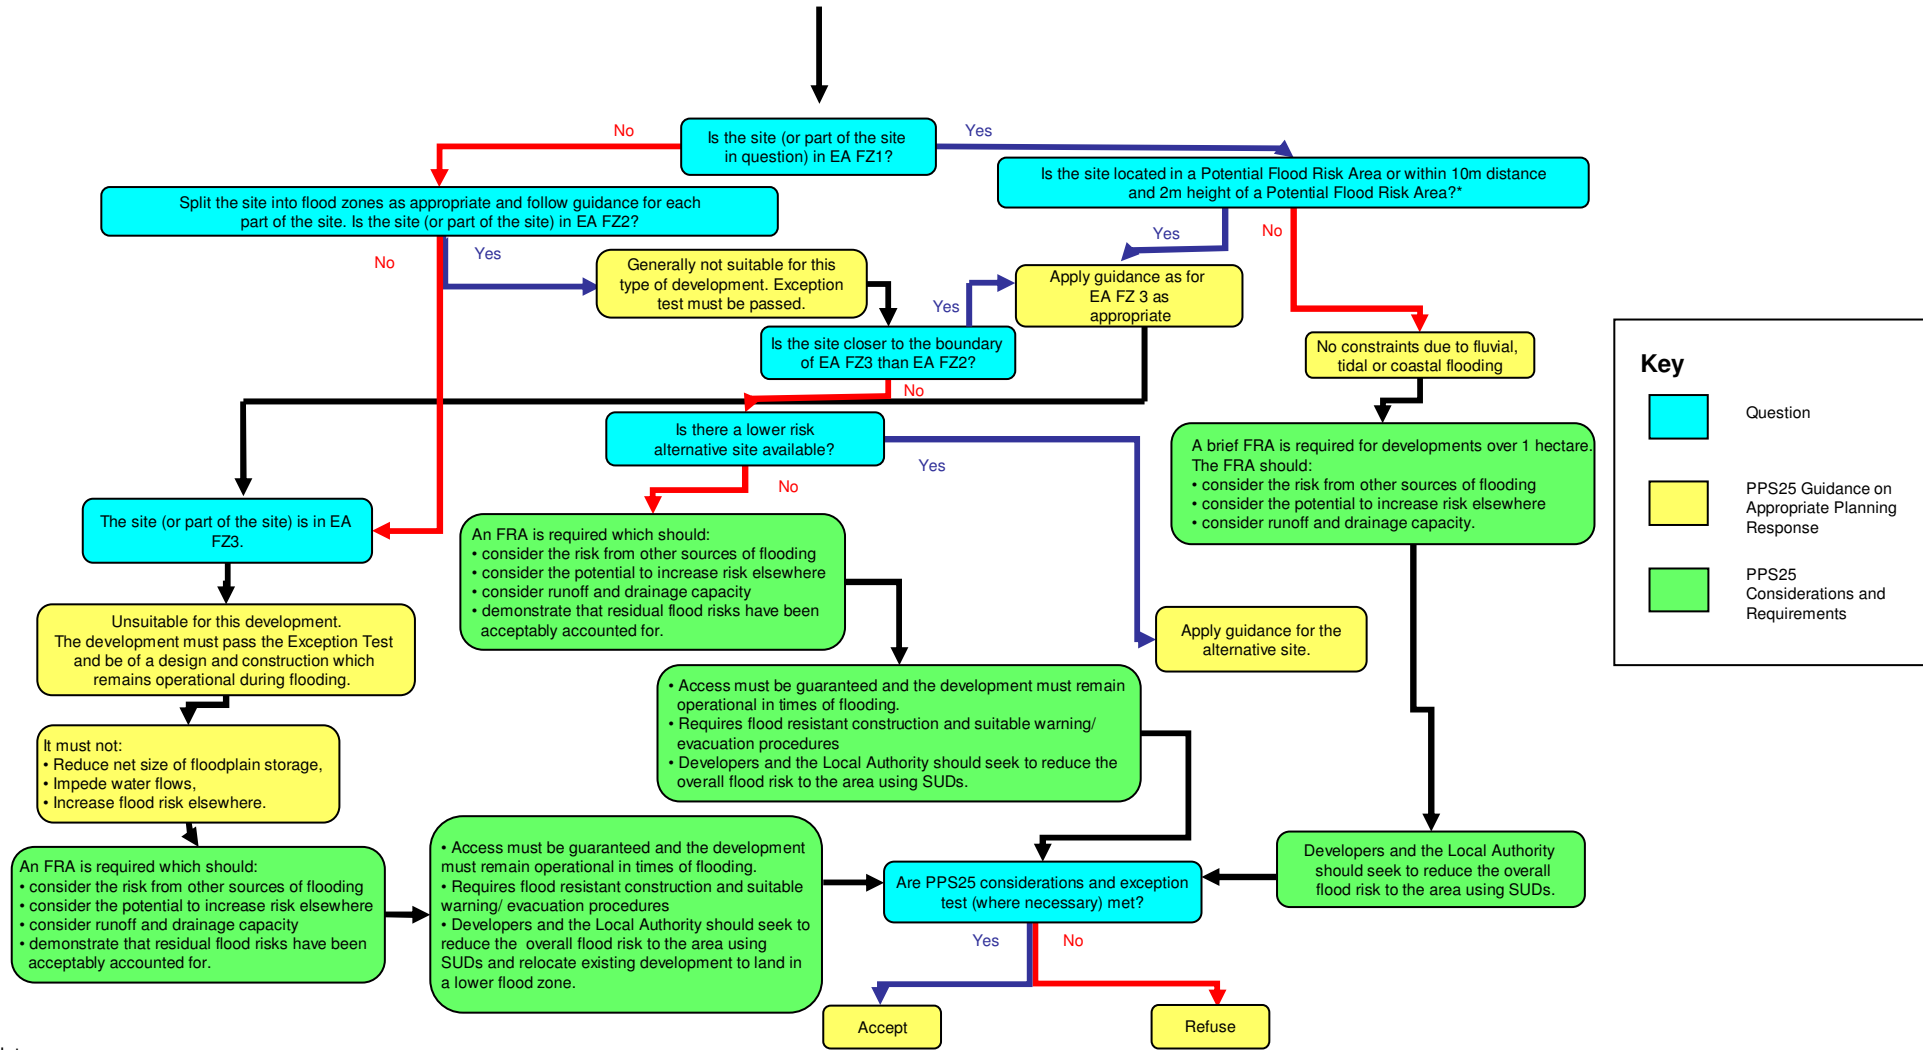 No
Is the site (or part of the site
in question) in EA FZ1?
Yes
Is the site located in a Potential Flood Risk Area or within 10m distance
and 2m height of a Potential Flood Risk Area?*
Split the site into flood zones as appropriate and follow guidance for each
part of the site. Is the site (or part of the site) in EA FZ2?
Yes
No
No
Yes
Generally not suitable for this
type of development. Exception
test must be passed.
Apply guidance as for
EA FZ 3 as
appropriate
Yes
Is the site closer to the boundary
of EA FZ3 than EA FZ2?
No
No constraints due to fluvial,
tidal or coastal flooding
Key
Question
PPS25 Guidance on
Appropriate Planning
Response
PPS25
Considerations and
Requirements
Is there a lower risk
alternative site available?
Yes
No
A brief FRA is required for developments over 1 hectare.
The FRA should:
• consider the risk from other sources of flooding
• consider the potential to increase risk elsewhere
• consider runoff and drainage capacity.
The site (or part of the site) is in EA
FZ3.
An FRA is required which should:
• consider the risk from other sources of flooding
• consider the potential to increase risk elsewhere
• consider runoff and drainage capacity
• demonstrate that residual flood risks have been
acceptably accounted for.
Unsuitable for this development.
The development must pass the Exception Test
and be of a design and construction which
remains operational during flooding.
Apply guidance for the
alternative site.
• Access must be guaranteed and the development must remain
operational in times of flooding.
• Requires flood resistant construction and suitable warning/
evacuation procedures
• Developers and the Local Authority should seek to reduce the
overall flood risk to the area using SUDs.
It must not:
• Reduce net size of floodplain storage,
• Impede water flows,
• Increase flood risk elsewhere.
An FRA is required which should:
• consider the risk from other sources of flooding
• consider the potential to increase risk elsewhere
• consider runoff and drainage capacity
• demonstrate that residual flood risks have been
acceptably accounted for.
• Access must be guaranteed and the development
must remain operational in times of flooding.
• Requires flood resistant construction and suitable
warning/ evacuation procedures
• Developers and the Local Authority should seek to
reduce the overall flood risk to the area using
SUDs and relocate existing development to land in
a lower flood zone.
Are PPS25 considerations and exception
test (where necessary) met?
Developers and the Local Authority
should seek to reduce the overall
flood risk to the area using SUDs.
Yes
No
Accept
Refuse